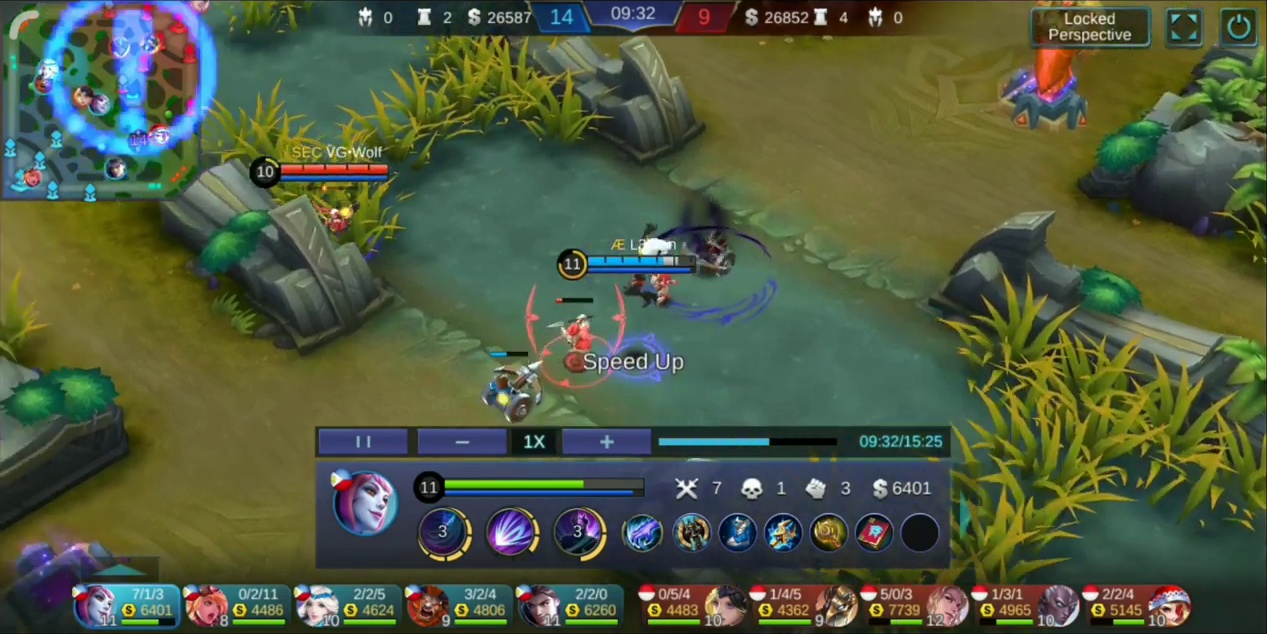 0 2 $ 26587 14 09:32 9 $ 26852 4 0
Locked
Perspective
SEC VG•Wolf
10
11
Speed Up
1X
09:32/15:25
11
7 1 3 $ 6401
3 3
7/1/3 0/2/11 2/2/5 3/2/4 2/2/0 0/5/4 1/4/5 5/0/3 1/3/1 2/2/4
6401 4486 4624 4806 6260 4483 4362 7739 4965 5145
11 8 10 9 11 10 9 12 10 10